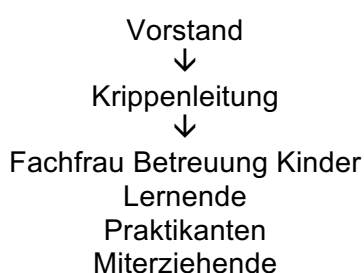 Vorstand
↓
Krippenleitung
↓
Fachfrau Betreuung Kinder
Lernende
Praktikanten
Miterziehende